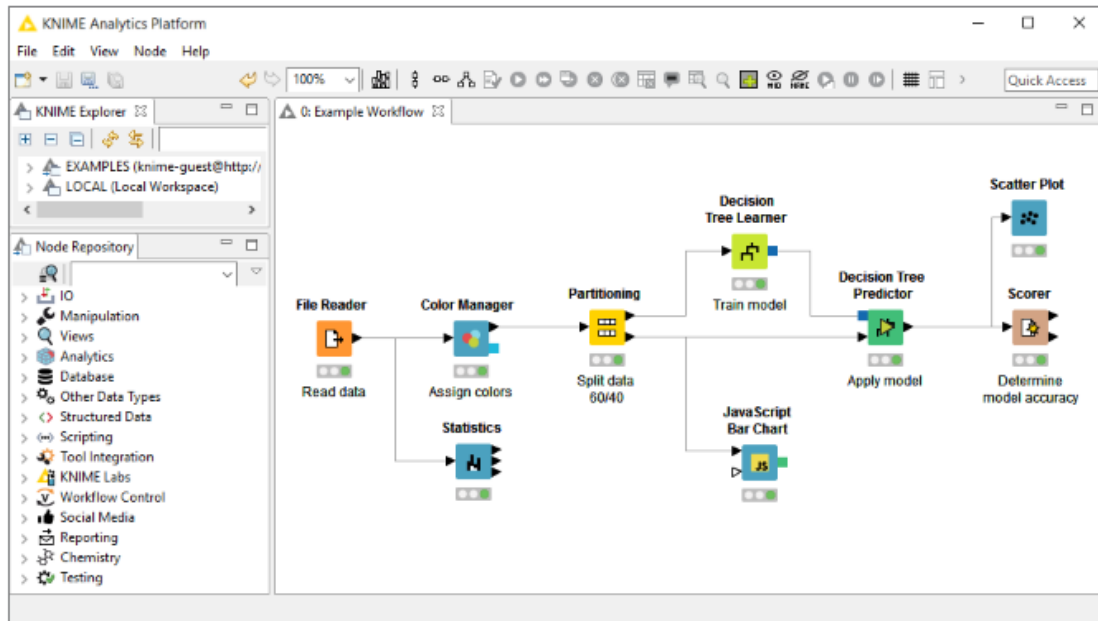 KNIME Analytics Platform
File Edit View Node Help
100%
Quick Access
KNIME Explorer
EXAMPLES (knime-guest@http:/
LOCAL (Local Workspace)
Node Repository
IO
Manipulation
Views
Analytics
Database
Other Data Types
Structured Data
Scripting
Tool Integration
KNIME Labs
Workflow Control
Social Media
Reporting
Chemistry
Testing
0: Example Workflow
File Reader
Read data
Color Manager
Assign colors
Statistics
Partitioning
Split data
60/40
Decision
Tree Learner
Train model
JavaScript
Bar Chart
JS
Decision Tree
Predictor
Apply model
Scatter Plot
Scorer
Determine
model accuracy